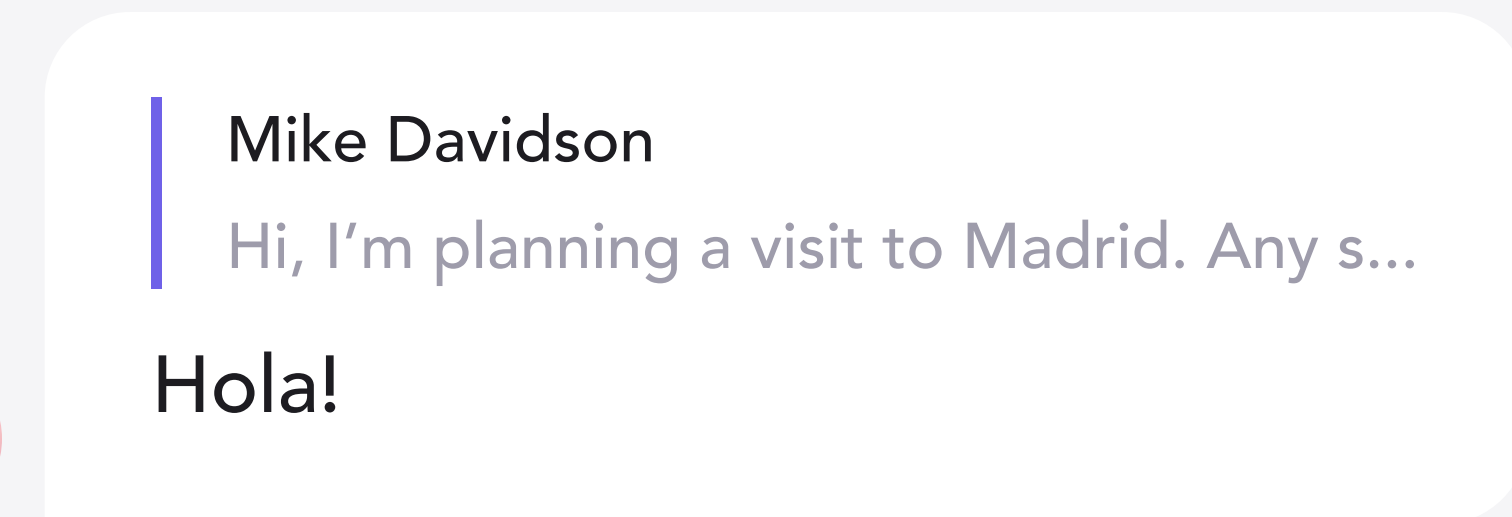 Mike Davidson
Hi, I’m planning a visit to Madrid. Any s...
Hola!